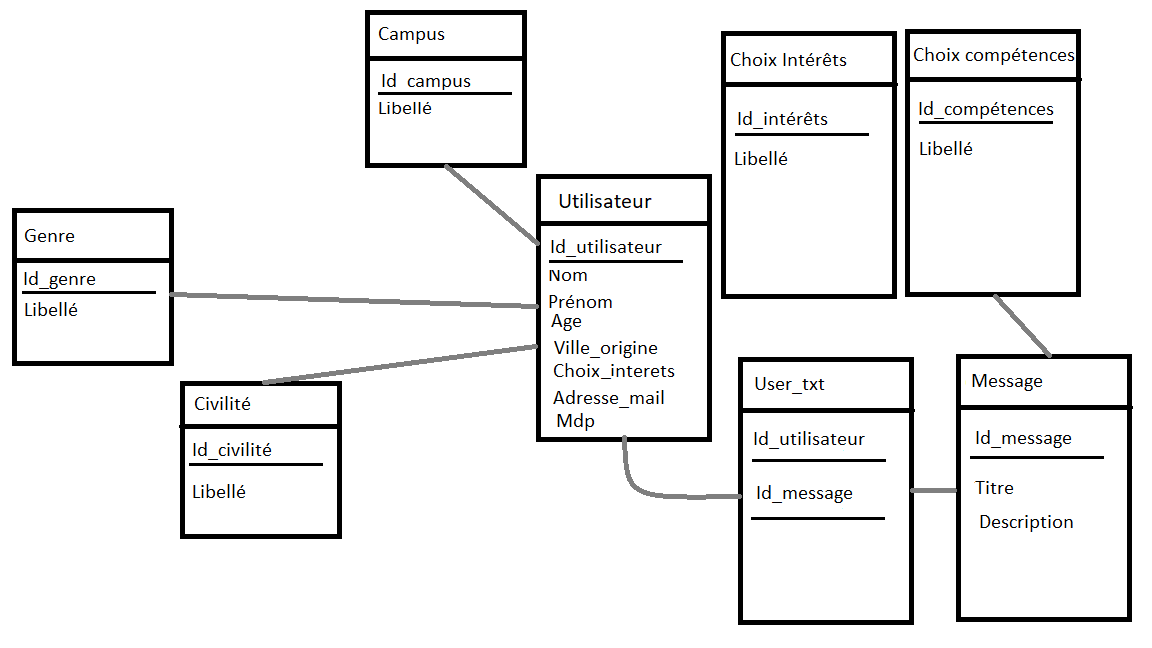 Campus
Id_campus
Libellé
Choix Intérêts
Id_intérêts
Libellé
Choix compétences
Id_compétences
Libellé
Genre
Id_genre
Libellé
Utilisateur
Id_utilisateur
Nom
Prénom
Age
Ville_origine
Choix_interets
Adresse_mail
Mdp
Civilité
Id_civilité
Libellé
User_txt
Id_utilisateur
Id_message
Message
Id_message
Titre
Description